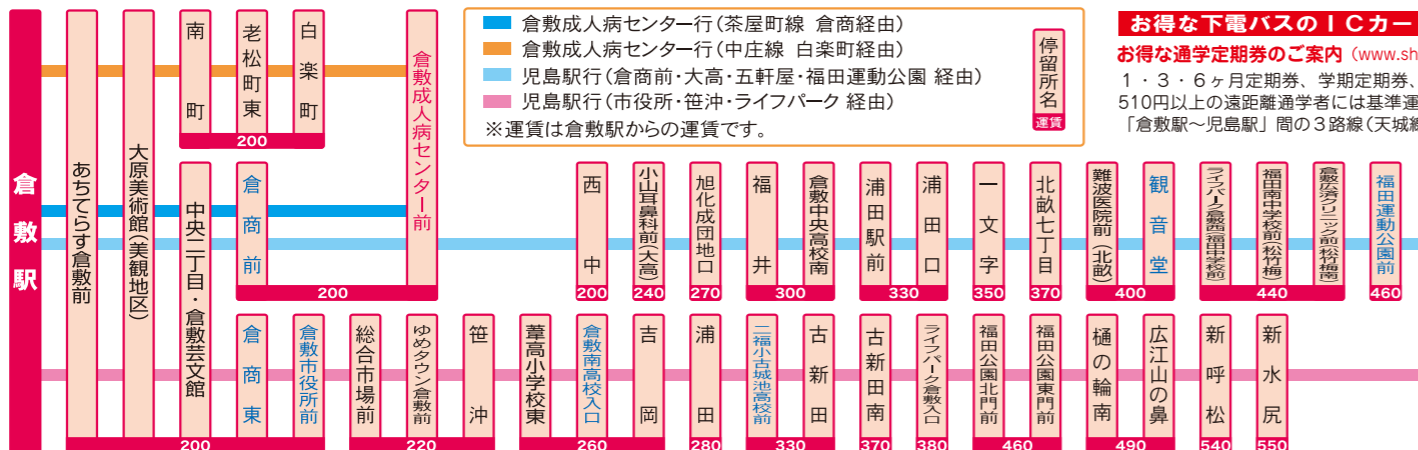 倉敷成人病センター行(茶屋町線 倉商経由)
倉敷成人病センター行(中庄線 白楽町経由)
児島駅行(倉商前・大高・五軒屋・福田運動公園 経由)
児島駅行(市役所・笹沖・ライフパーク 経由)
※運賃は倉敷駅からの運賃です。
停留所名
運賃
お得な下電バスのICカー
お得な通学定期券のご案内(www.sh
1・3・6ヶ月定期券、学期定期券、
510円以上の遠距離通学者には基準運
「倉敷駅〜児島駅」間の3路線(天城線
倉敷駅
あちてらす倉敷前
大原美術館(美観地区)
南町
老松町東
白楽町
200
倉敷成人病センター前
中央二丁目・倉敷芸文館
倉商前
200
西中
200
小山耳鼻科前(大高)
240
旭化成団地口
270
福井
倉敷中央高校南
300
浦田駅前
浦田口
330
一文字
350
北畝七丁目
370
難波医院前(北畝)
観音堂
400
ライフパーク倉敷西(福田中学校前)
福田南中学校前(松竹梅)
倉敷広済クリニック前(松竹梅南)
440
福田運動公園前
460
倉商東
倉敷市役所前
200
総合市場前
ゆめタウン倉敷前
笹沖
220
葦高小学校東
倉敷南高校入口
吉岡
260
浦田
280
二福小古城池高校前
古新田
330
古新田南
370
ライフパーク倉敷入口
380
福田公園北門前
福田公園東門前
460
樋の輪南
広江山の鼻
490
新呼松
540
新水尻
550